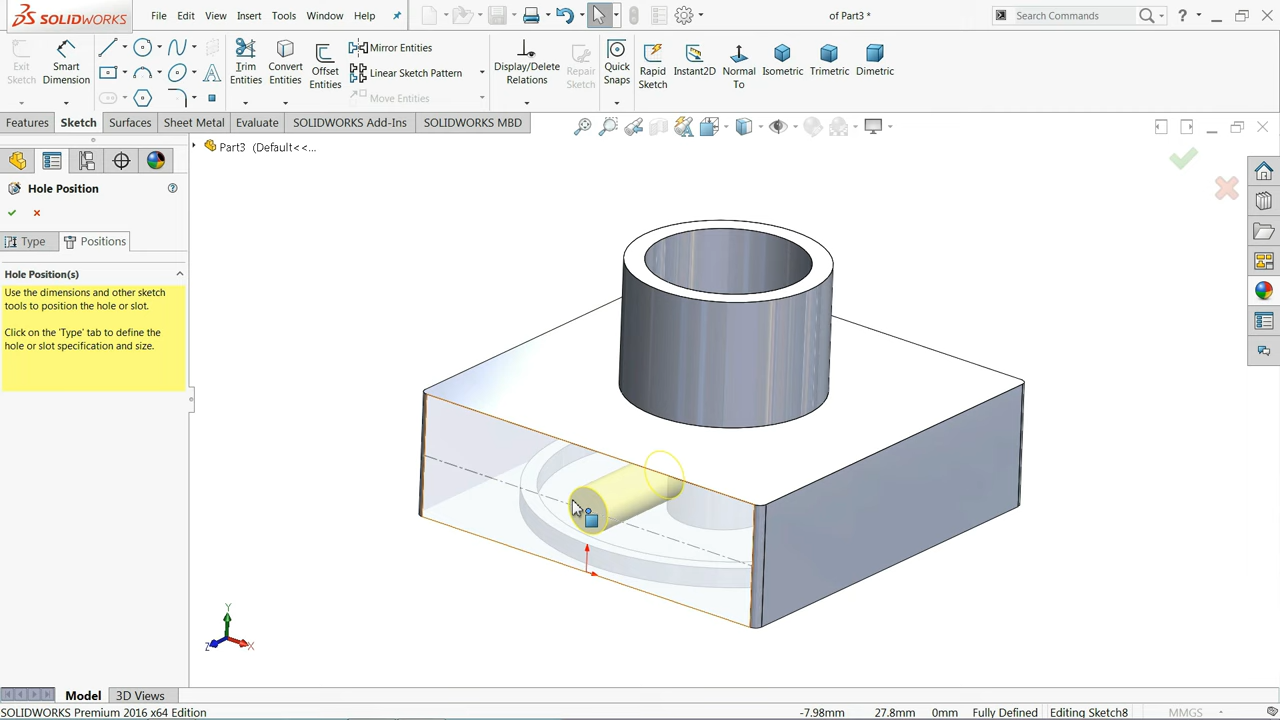 SOLIDWORKS
File Edit View Insert Tools Window Help
of Part3 *
Search Commands
Exit Sketch
Smart Dimension
Trim Entities
Convert Entities
Offset Entities
Mirror Entities
Linear Sketch Pattern
Move Entities
Display/Delete Relations
Repair Sketch
Quick Snaps
Rapid Sketch
Instant2D
Normal To
Isometric
Trimetric
Dimetric
Features Sketch Surfaces Sheet Metal Evaluate SOLIDWORKS Add-Ins SOLIDWORKS MBD
Part3 (Default<<...
Hole Position
Type Positions
Hole Position(s)
Use the dimensions and other sketch
tools to position the hole or slot.
Click on the 'Type' tab to define the
hole or slot specification and size.
Y
Z
X
Model 3D Views
SOLIDWORKS Premium 2016 x64 Edition
-7.98mm 27.8mm 0mm Fully Defined Editing Sketch8 MMGS